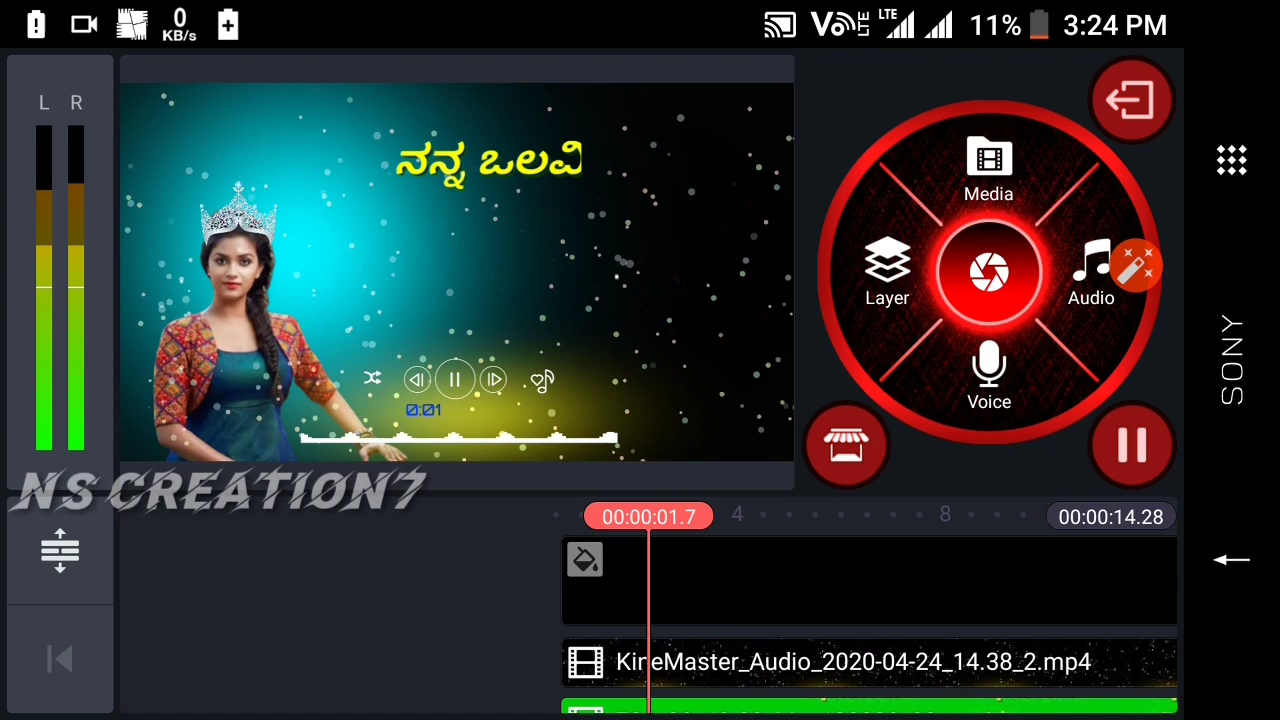 0
KB/s
VoLTE
LTE
11%
3:24 PM
L R
ನನ್ನ ಒಲವಿ
0:01
Media
Layer
Audio
Voice
SONY
NS CREATION7
00:00:01.7
4
8
00:00:14.28
KineMaster_Audio_2020-04-24_14.38_2.mp4